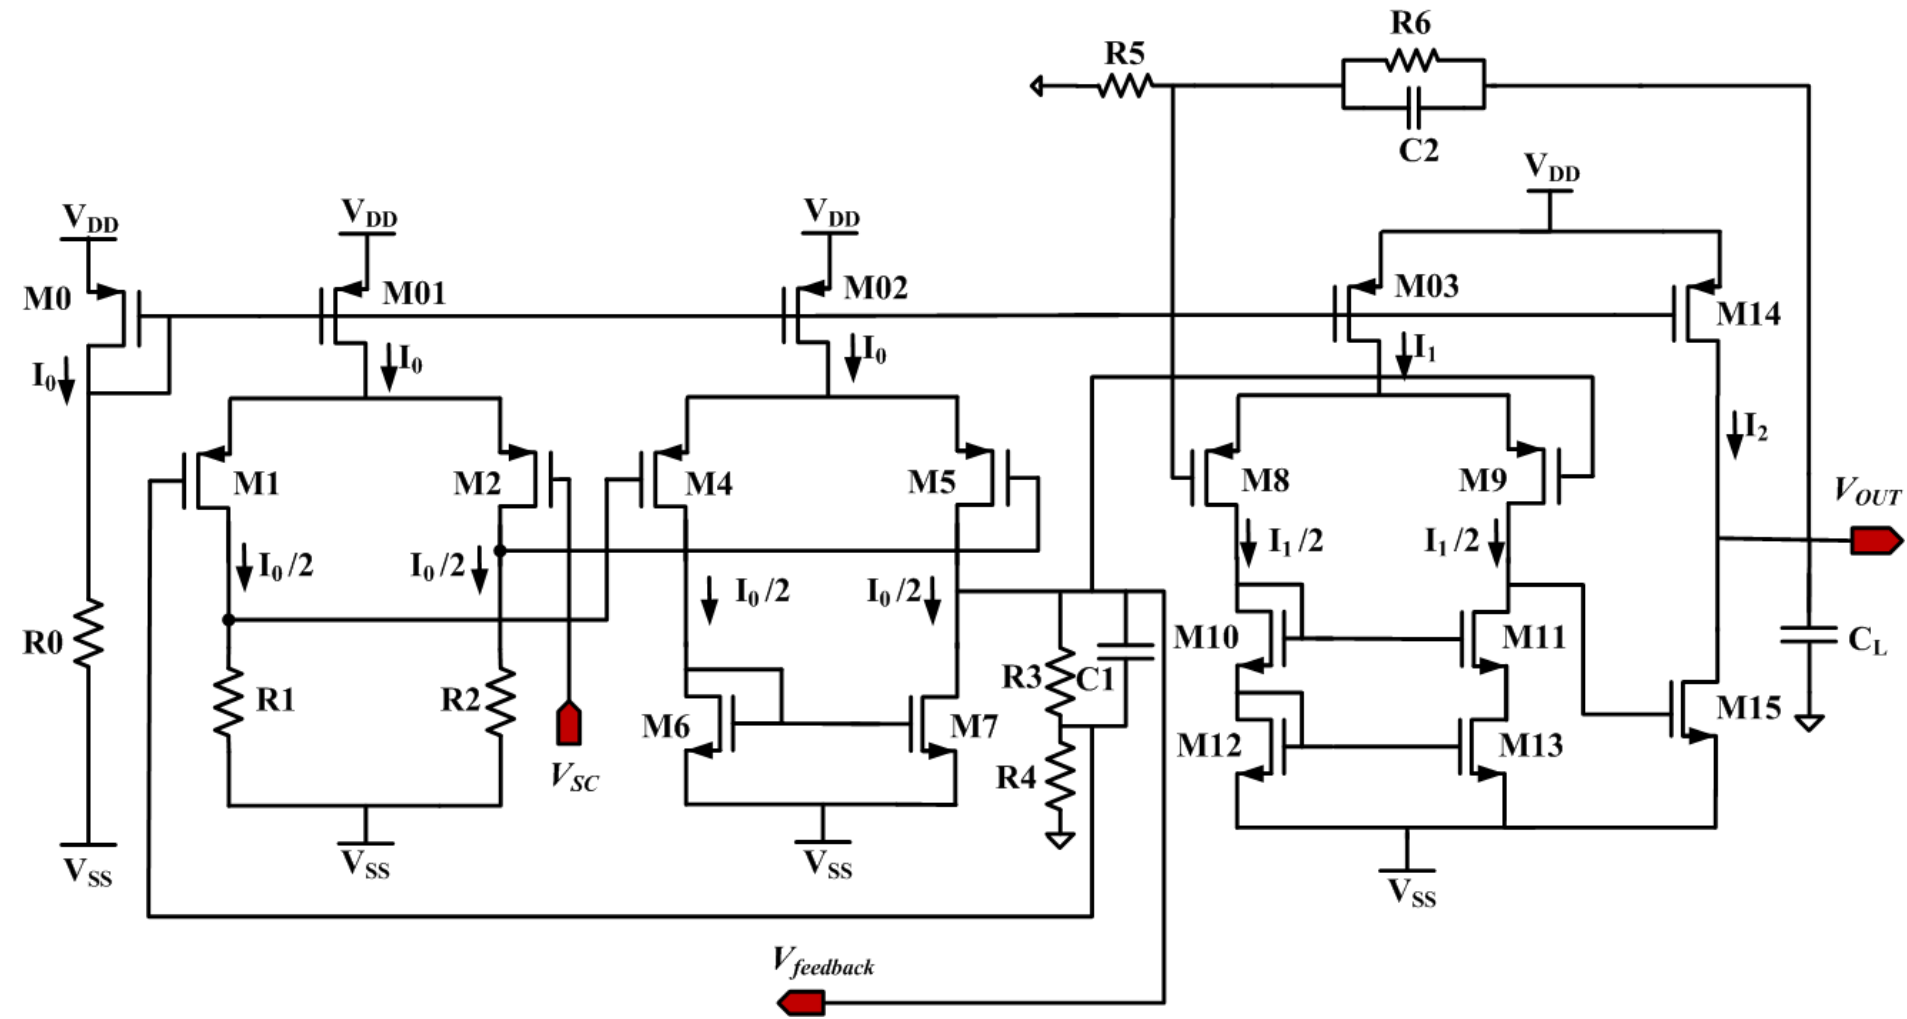 R6
R5
C2
V_DD
V_DD V_DD V_DD
M0 M01 M02 M03 M14
I_0 I_0 I_0 I_1
I_2
M1 M2 M4 M5 M8 M9
V_OUT
I_0/2 I_0/2 I_0/2 I_0/2 I_1/2 I_1/2
R0 M10 M11 C_L
R1 R2 R3 C1
M6 M7 M12 M13 M15
V_SC R4
V_SS V_SS V_SS V_SS
V_feedback